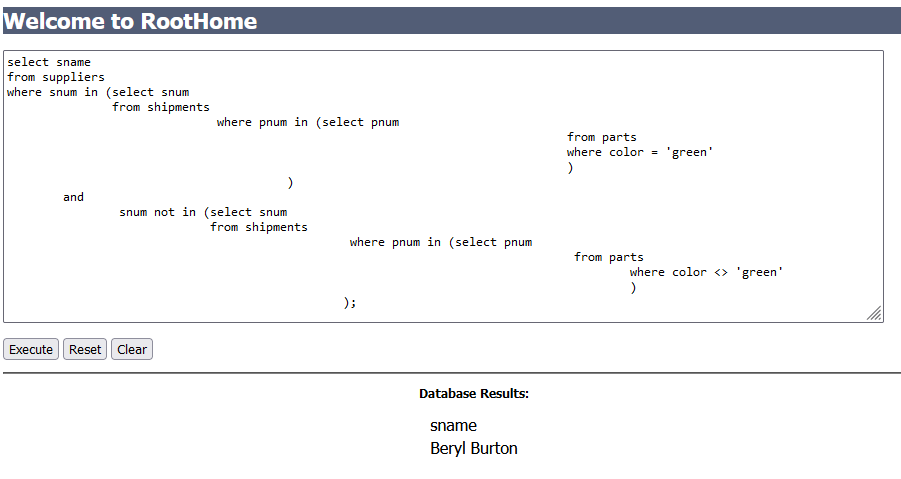 Welcome to RootHome
select sname
from suppliers
where snum in (select snum
from shipments
where pnum in (select pnum
from parts
where color = 'green'
)
)
and
snum not in (select snum
from shipments
where pnum in (select pnum
from parts
where color <> 'green'
)
);
Execute Reset Clear
Database Results:
sname
Beryl Burton